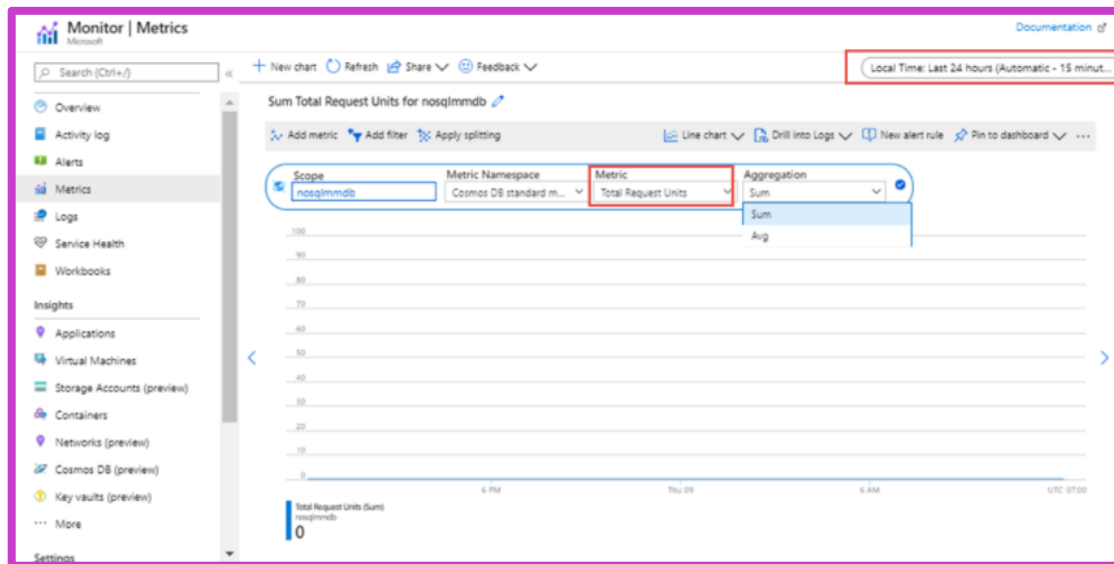 Monitor | Metrics
Microsoft
Documentation
Search (Ctrl+/)
«
New chart Refresh Share Feedback
Local Time: Last 24 hours (Automatic - 15 minut...
Overview
Activity log
Alerts
Metrics
Logs
Service Health
Workbooks
Insights
Applications
Virtual Machines
Storage Accounts (preview)
Containers
Networks (preview)
Cosmos DB (preview)
Key vaults (preview)
More
Settings
Sum Total Request Units for nosqlmmdb
Add metric Add filter Apply splitting Line chart Drill into Logs New alert rule Pin to dashboard ...
Scope Metric Namespace Metric Aggregation
nosqlmmdb Cosmos DB standard m... Total Request Units Sum
Sum
Avg
100
90
80
70
60
50
40
30
20
10
0
6 PM Thu 09 6 AM UTC-07:00
Total Request Units (Sum)
nosqlmmdb
0